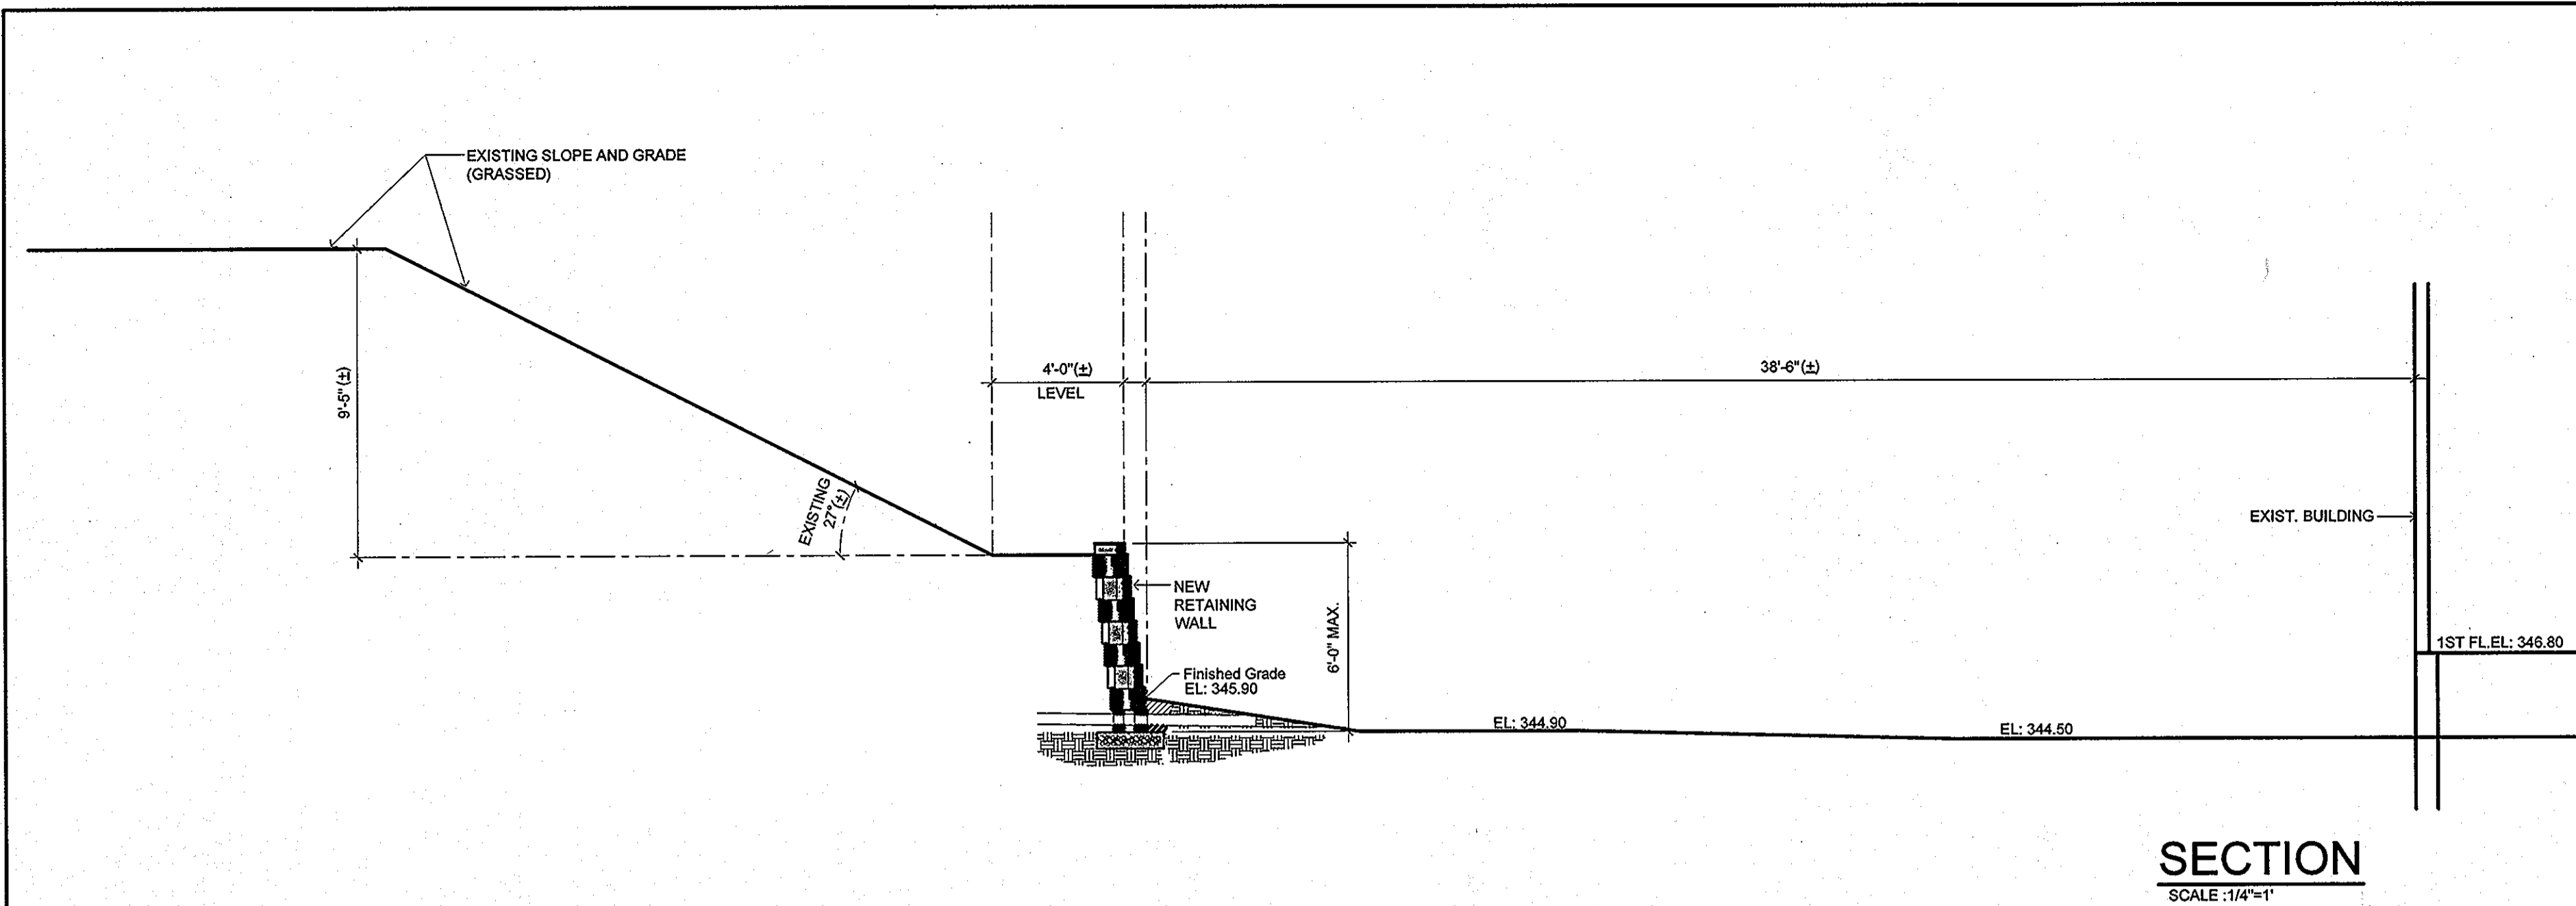 EXISTING SLOPE AND GRADE
(GRASSED)
4'-0"(±)
LEVEL
38'-6"(±)
9'-5"(±)
EXISTING
27°(±)
EXIST. BUILDING
NEW
RETAINING
WALL
6'-0" MAX.
1ST FL.EL: 346.80
Finished Grade
EL: 345.90
EL: 344.90
EL: 344.50
SECTION
SCALE :1/4"=1'